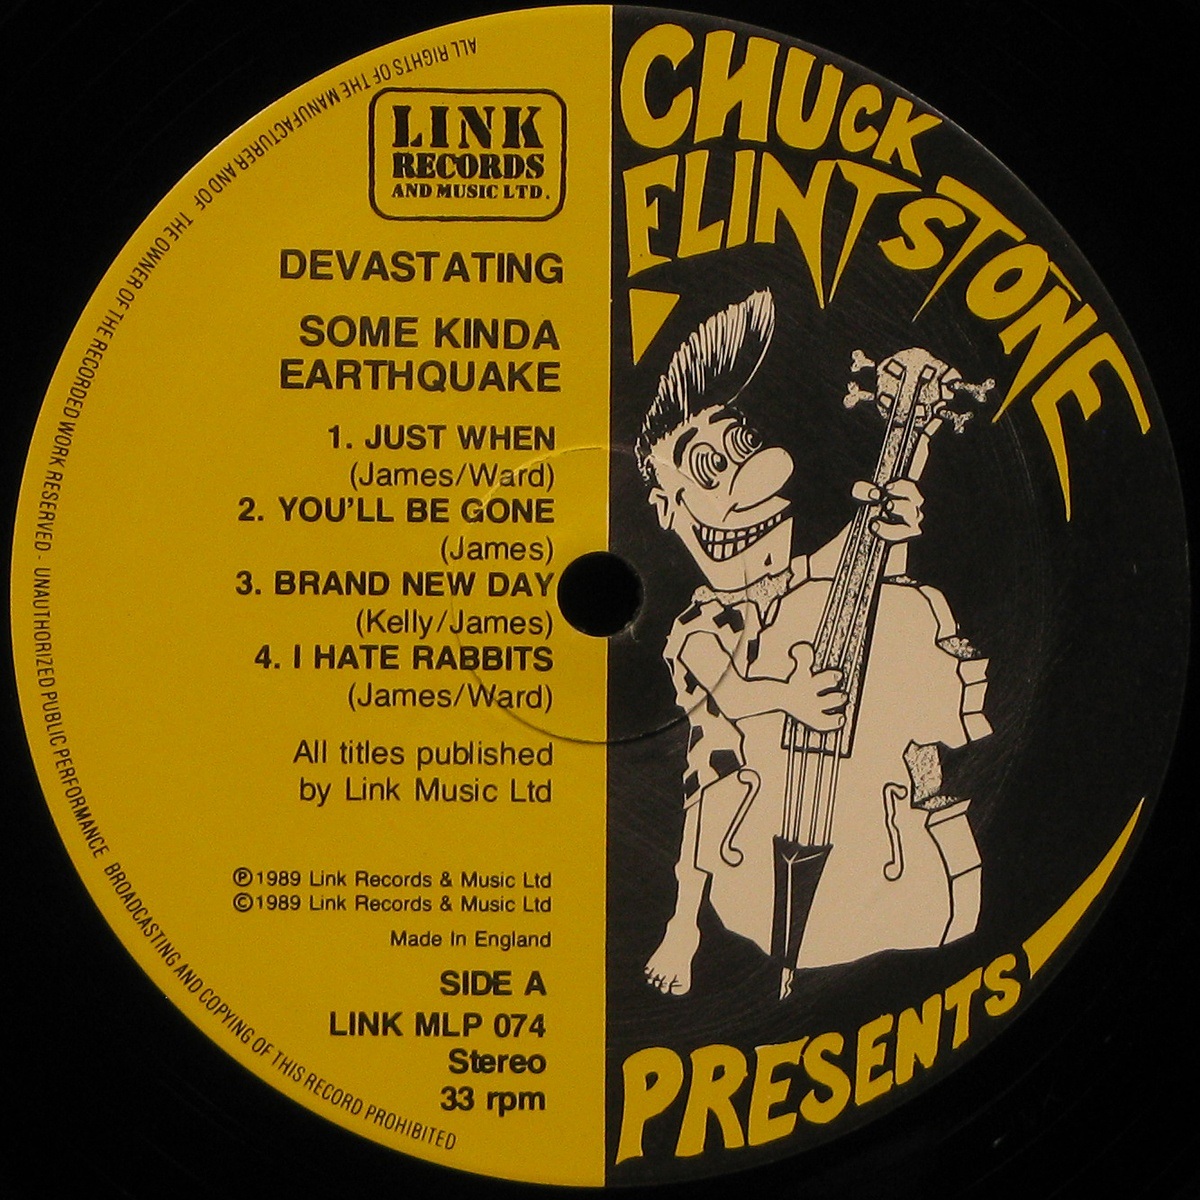 LINK
RECORDS
AND MUSIC LTD.
DEVASTATING
SOME KINDA
EARTHQUAKE
1. JUST WHEN
(James/Ward)
2. YOU'LL BE GONE
(James)
3. BRAND NEW DAY
(Kelly/James)
4. I HATE RABBITS
(James/Ward)
All titles published
by Link Music Ltd
Ⓟ1989 Link Records & Music Ltd
©1989 Link Records & Music Ltd
Made In England
SIDE A
LINK MLP 074
Stereo
33 rpm
ALL RIGHTS OF THE MANUFACTURER AND OF THE OWNER OF THE RECORDED WORK RESERVED - UNAUTHORIZED PUBLIC PERFORMANCE BROADCASTING AND COPYING OF THIS RECORD PROHIBITED
CHUCK
FLINTSTONE
PRESENTS